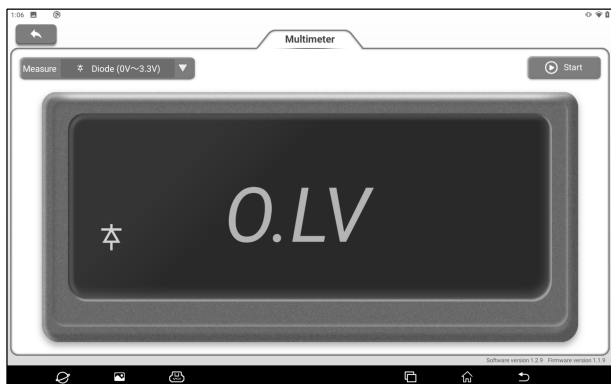 1:06
Multimeter
Measure Diode (0V～3.3V) Start
O.LV
Software version 1.2.9 Firmware version 1.1.9